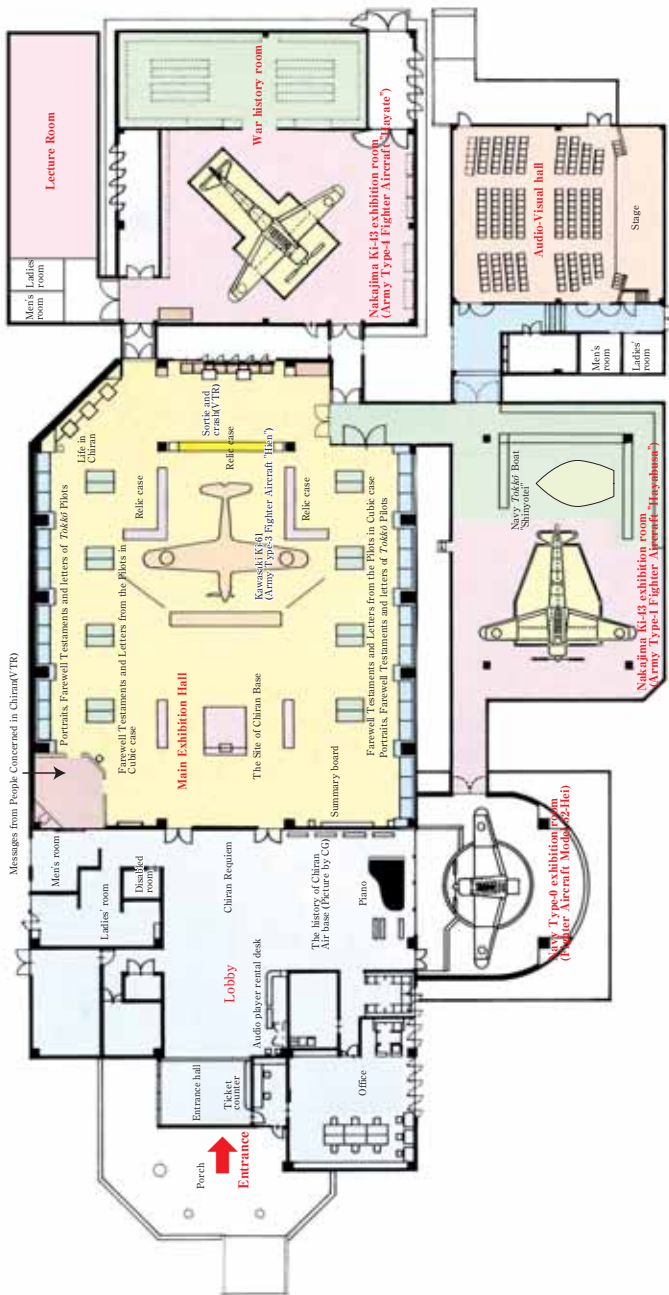 Messages from People Concerned in Chiran(VTR)
Lecture Room
Men's
room
Ladies'
room
War history room
Nakajima Ki-43 exhibition room
(Army Type-4 Fighter Aircraft "Hayate")
Audio-Visual hall
Stage
Men's
room
Ladies'
room
Life in
Chiran
Sortie and
crash(VTR)
Relic case
Relic case
Relic case
Kawasaki Ki61
(Army Type-3 Fighter Aircraft "Hien")
Portraits, Farewell Testaments and letters of Tokkō Pilots
Farewell Testaments and Letters from the Pilots in
Cubic case
Main Exhibition Hall
The Site of Chiran Base
Farewell Testaments and Letters from the Pilots in Cubic case
Portraits, Farewell Testaments and letters of Tokkō Pilots
Summary board
Navy Tokkō Boat
"Shinyotei"
Nakajima Ki-43 exhibition room
(Army Type-1 Fighter Aircraft "Hayabusa")
Navy Type-0 exhibition room
(Fighter Aircraft Model 52-Hei)
Men's room
Ladies' room
Disabled
room
Chiran Requiem
The history of Chiran
Air base (Picture by CG)
Piano
Lobby
Audio player rental desk
Entrance hall
Ticket
counter
Office
Porch
Entrance